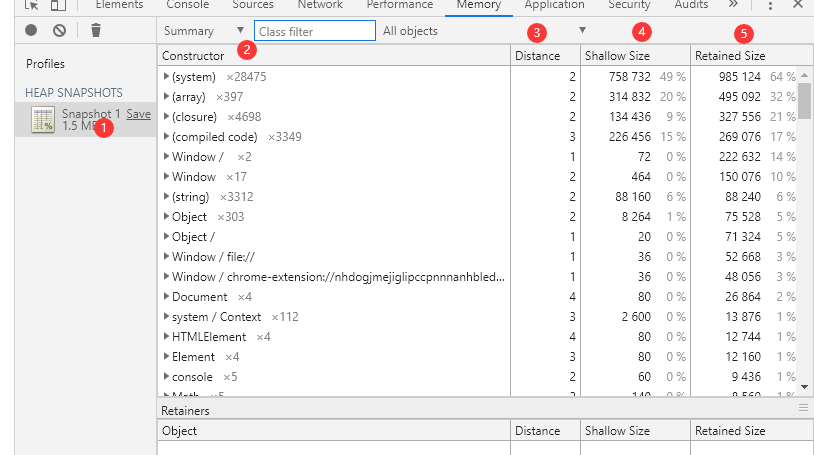 Elements Console Sources Network Performance Memory Application Security Audits »
Summary ▼ Class filter All objects ▼
Profiles
HEAP SNAPSHOTS
Snapshot 1 Save
1.5 MB
1
2
3
4
5
Constructor Distance Shallow Size Retained Size
(system) ×28475 2 758 732 49 % 985 124 64 %
(array) ×397 2 314 832 20 % 495 092 32 %
(closure) ×4698 2 134 436 9 % 327 556 21 %
(compiled code) ×3349 3 226 456 15 % 269 076 17 %
Window / ×2 1 72 0 % 222 632 14 %
Window ×17 2 464 0 % 150 076 10 %
(string) ×3312 2 88 160 6 % 88 240 6 %
Object ×303 2 8 264 1 % 75 528 5 %
Object / 1 20 0 % 71 324 5 %
Window / file:// 1 36 0 % 52 668 3 %
Window / chrome-extension://nhdogjmejiglipccpnnnanhbled... 1 36 0 % 48 056 3 %
Document ×4 4 80 0 % 26 864 2 %
system / Context ×112 3 2 600 0 % 13 876 1 %
HTMLElement ×4 4 80 0 % 12 744 1 %
Element ×4 3 80 0 % 12 160 1 %
console ×5 2 60 0 % 9 436 1 %
Math ×5 2 140 0 % 8 560 1 %
Retainers
Object Distance Shallow Size Retained Size